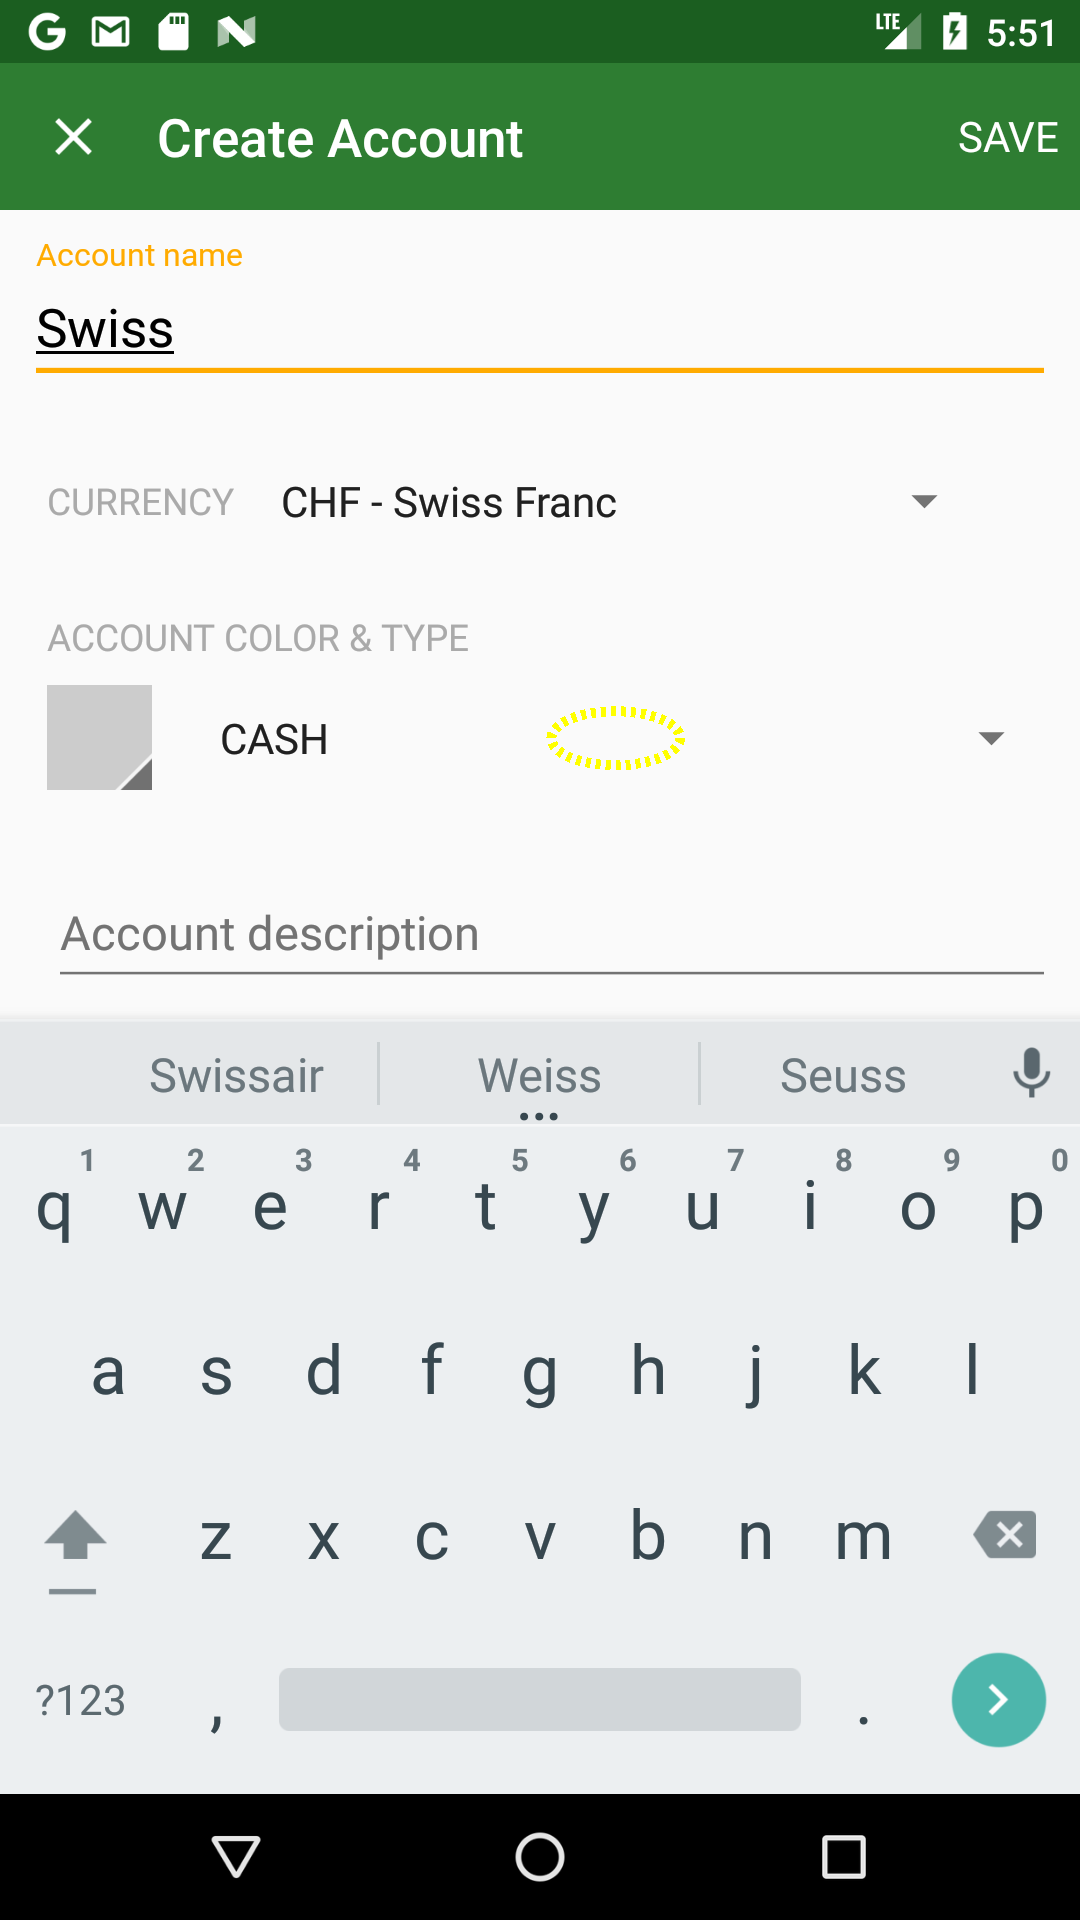 LTE 5:51
Create Account SAVE
Account name
Swiss
CURRENCY CHF - Swiss Franc
ACCOUNT COLOR & TYPE
CASH
Account description
Swissair Weiss Seuss
1 2 3 4 5 6 7 8 9 0
q w e r t y u i o p
a s d f g h j k l
z x c v b n m
?123 , .